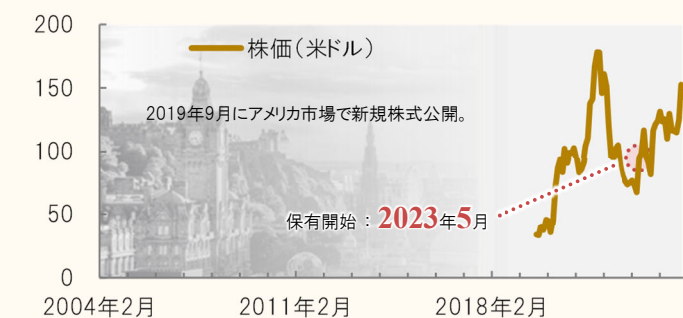 200
株価（米ドル）
150
2019年9月にアメリカ市場で新規株式公開。
100
50
保有開始：2023年5月
0
2004年2月 2011年2月 2018年2月